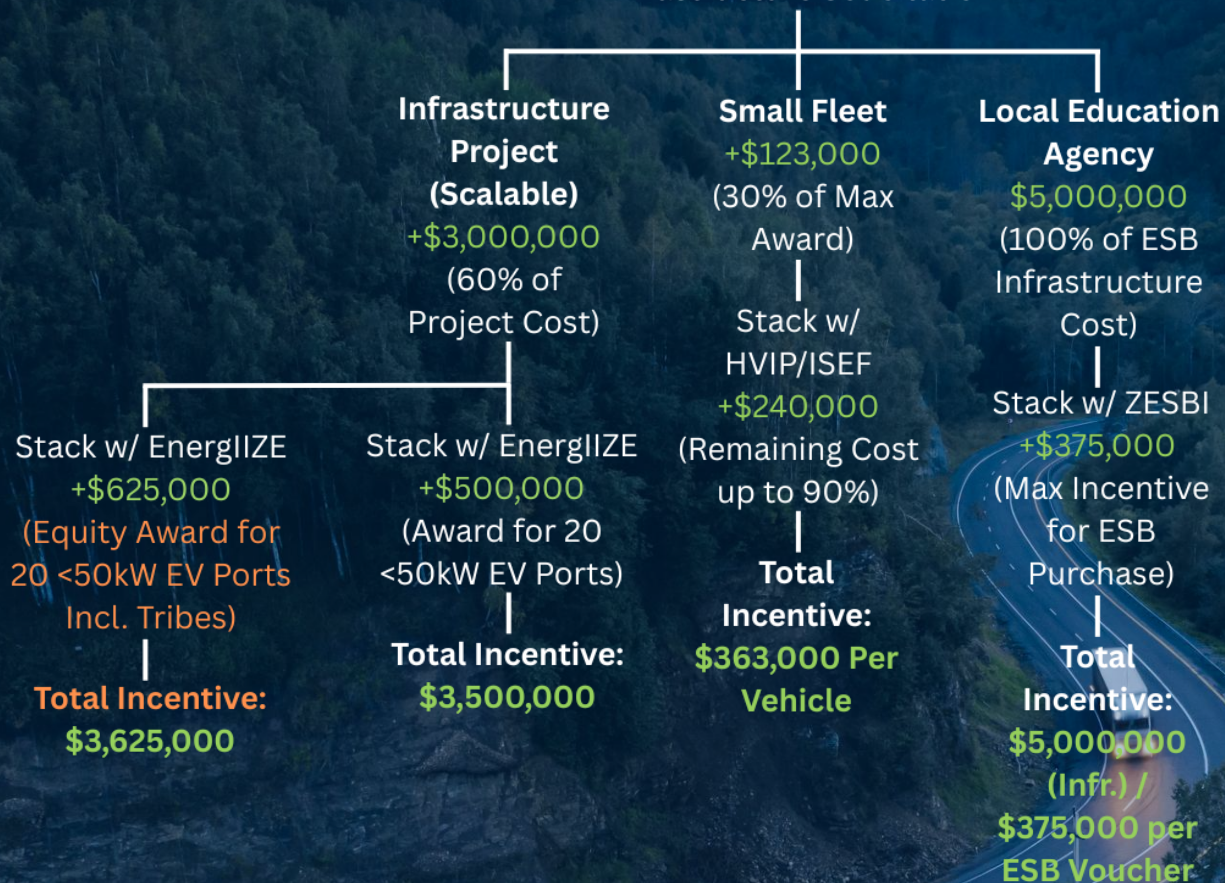 Infrastructure
Project
(Scalable)
+$3,000,000
(60% of
Project Cost)
Stack w/ EnergIIZE
+$625,000
(Equity Award for
20 <50kW EV Ports
Incl. Tribes)
Total Incentive:
$3,625,000
Stack w/ EnergIIZE
+$500,000
(Award for 20
<50kW EV Ports)
Total Incentive:
$3,500,000
Small Fleet
+$123,000
(30% of Max
Award)
Stack w/
HVIP/ISEF
+$240,000
(Remaining Cost
up to 90%)
Total
Incentive:
$363,000 Per
Vehicle
Local Education
Agency
$5,000,000
(100% of ESB
Infrastructure
Cost)
Stack w/ ZESBI
+$375,000
(Max Incentive
for ESB
Purchase)
Total
Incentive:
$5,000,000
(Infr.) /
$375,000 per
ESB Voucher